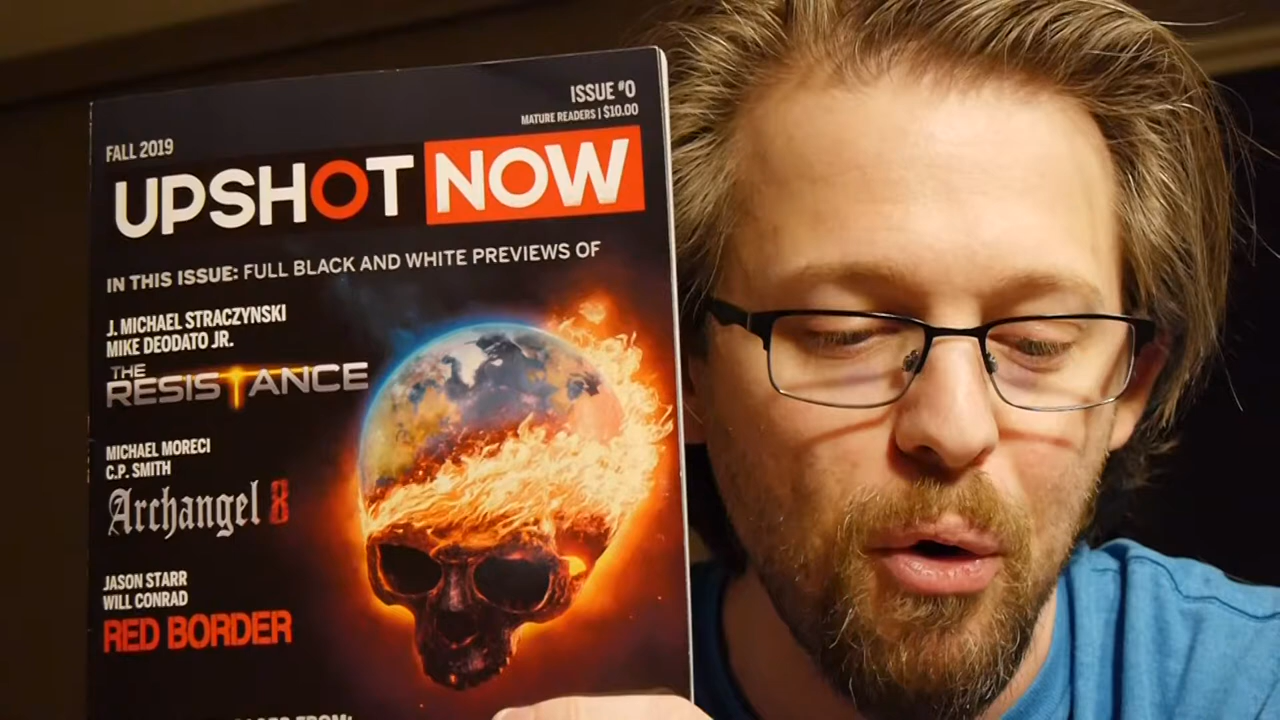 ISSUE #0
MATURE READERS | $10.00
FALL 2019
UPSHOT NOW
IN THIS ISSUE: FULL BLACK AND WHITE PREVIEWS OF
J. MICHAEL STRACZYNSKI
MIKE DEODATO JR.
THE
RESISTANCE
MICHAEL MORECI
C.P. SMITH
Archangel 8
JASON STARR
WILL CONRAD
RED BORDER
FROM: